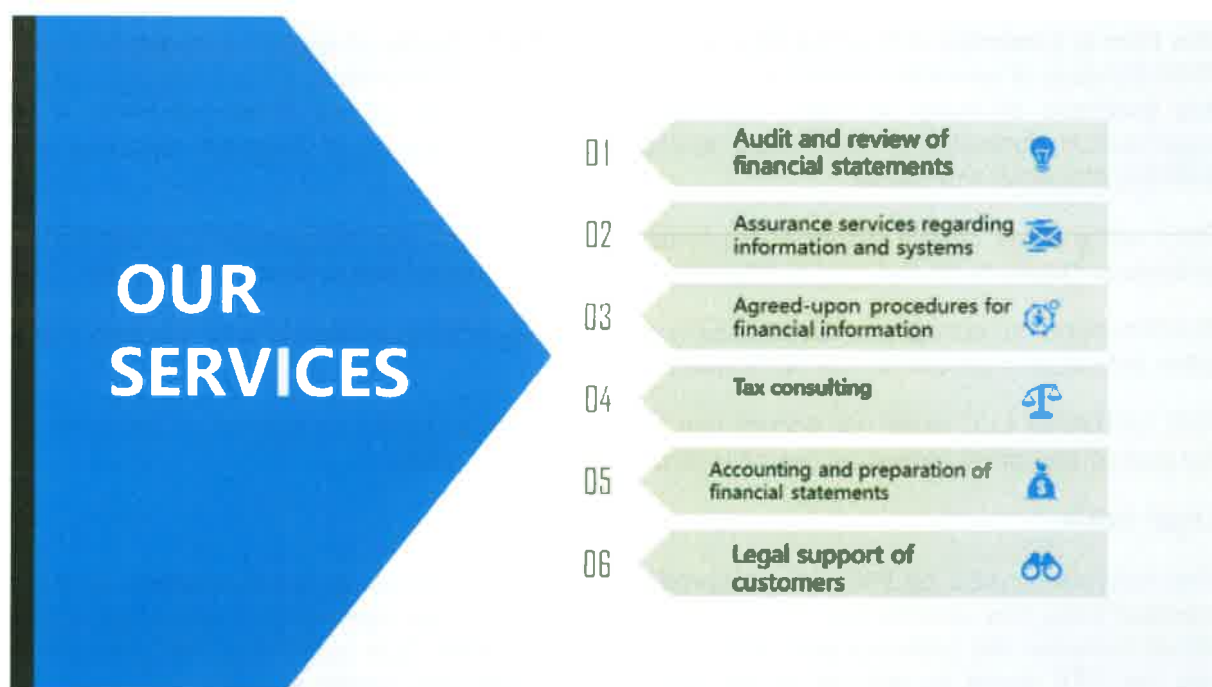 OUR
SERVICES
01
Audit and review of
financial statements
02
Assurance services regarding
information and systems
03
Agreed-upon procedures for
financial information
04
Tax consulting
05
Accounting and preparation of
financial statements
06
Legal support of
customers